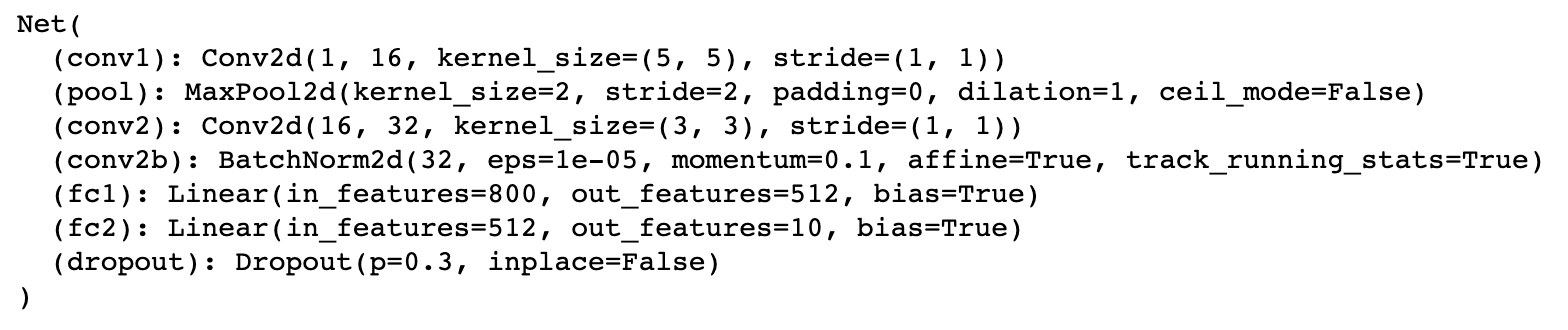 Net(
  (conv1): Conv2d(1, 16, kernel_size=(5, 5), stride=(1, 1))
  (pool): MaxPool2d(kernel_size=2, stride=2, padding=0, dilation=1, ceil_mode=False)
  (conv2): Conv2d(16, 32, kernel_size=(3, 3), stride=(1, 1))
  (conv2b): BatchNorm2d(32, eps=1e-05, momentum=0.1, affine=True, track_running_stats=True)
  (fc1): Linear(in_features=800, out_features=512, bias=True)
  (fc2): Linear(in_features=512, out_features=10, bias=True)
  (dropout): Dropout(p=0.3, inplace=False)
)